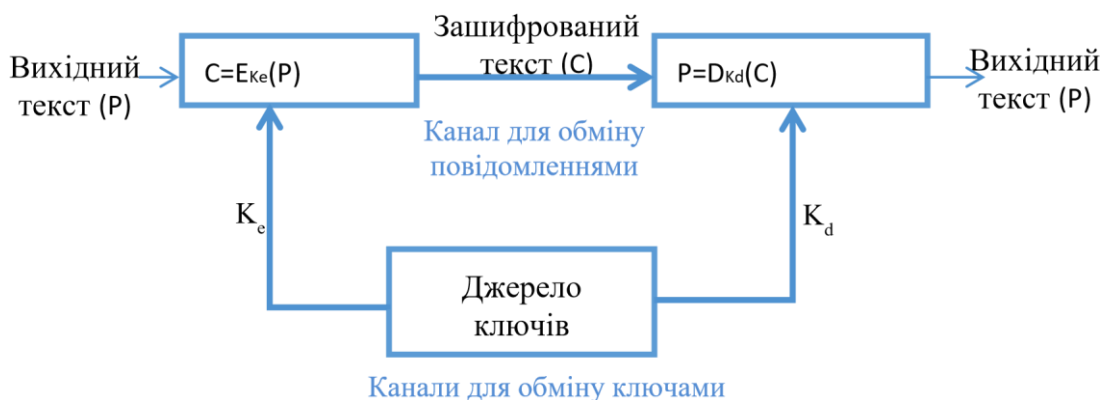 Вихідний
текст (P)
C=EKe(P)
Зашифрований
текст (C)
P=DKd(C)
Вихідний
текст (P)
Канал для обміну
повідомленнями
Ke
Kd
Джерело
ключів
Канали для обміну ключами